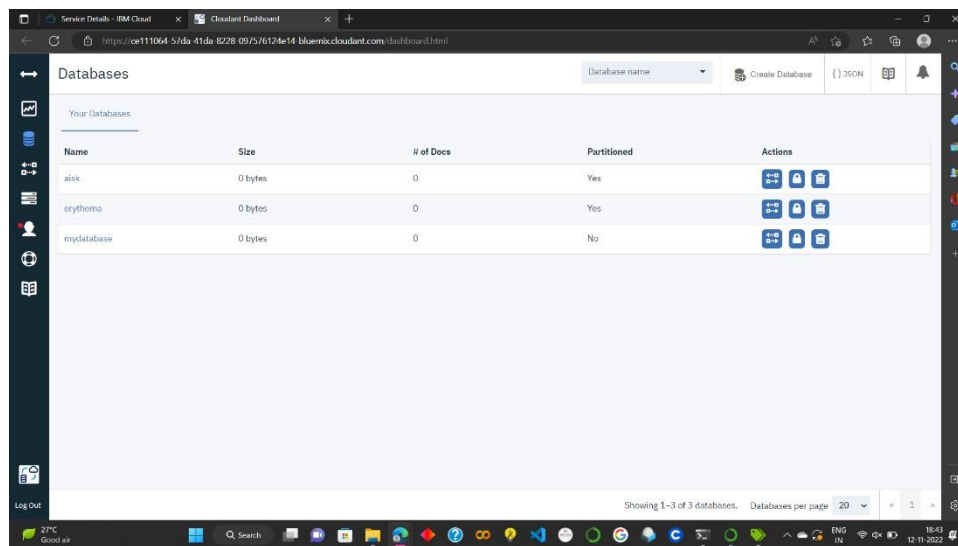 Service Details - IBM Cloud
Cloudant Dashboard
https://ce111064-57da-41da-8228-097576124e14-bluemix.cloudant.com/dashboard.html
Databases
Database name
Create Database
{ } JSON
Your Databases
Name Size # of Docs Partitioned Actions
aisk 0 bytes 0 Yes
erythema 0 bytes 0 Yes
mydatabase 0 bytes 0 No
Log Out
Showing 1–3 of 3 databases. Databases per page 20 « 1 »
27°C
Good air
Search
ENG
IN
18:43
12-11-2022